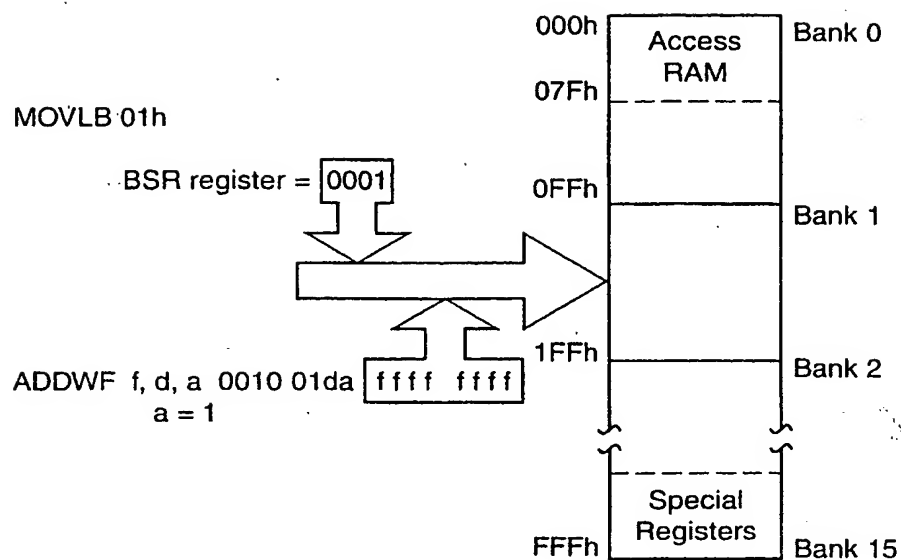 000h
Bank 0
Access
RAM
07Fh
MOVLB 01h
BSR register = 0001
0FFh
Bank 1
1FFh
Bank 2
ADDWF f, d, a 0010 01da ffff ffff
a = 1
Special
Registers
FFFh
Bank 15